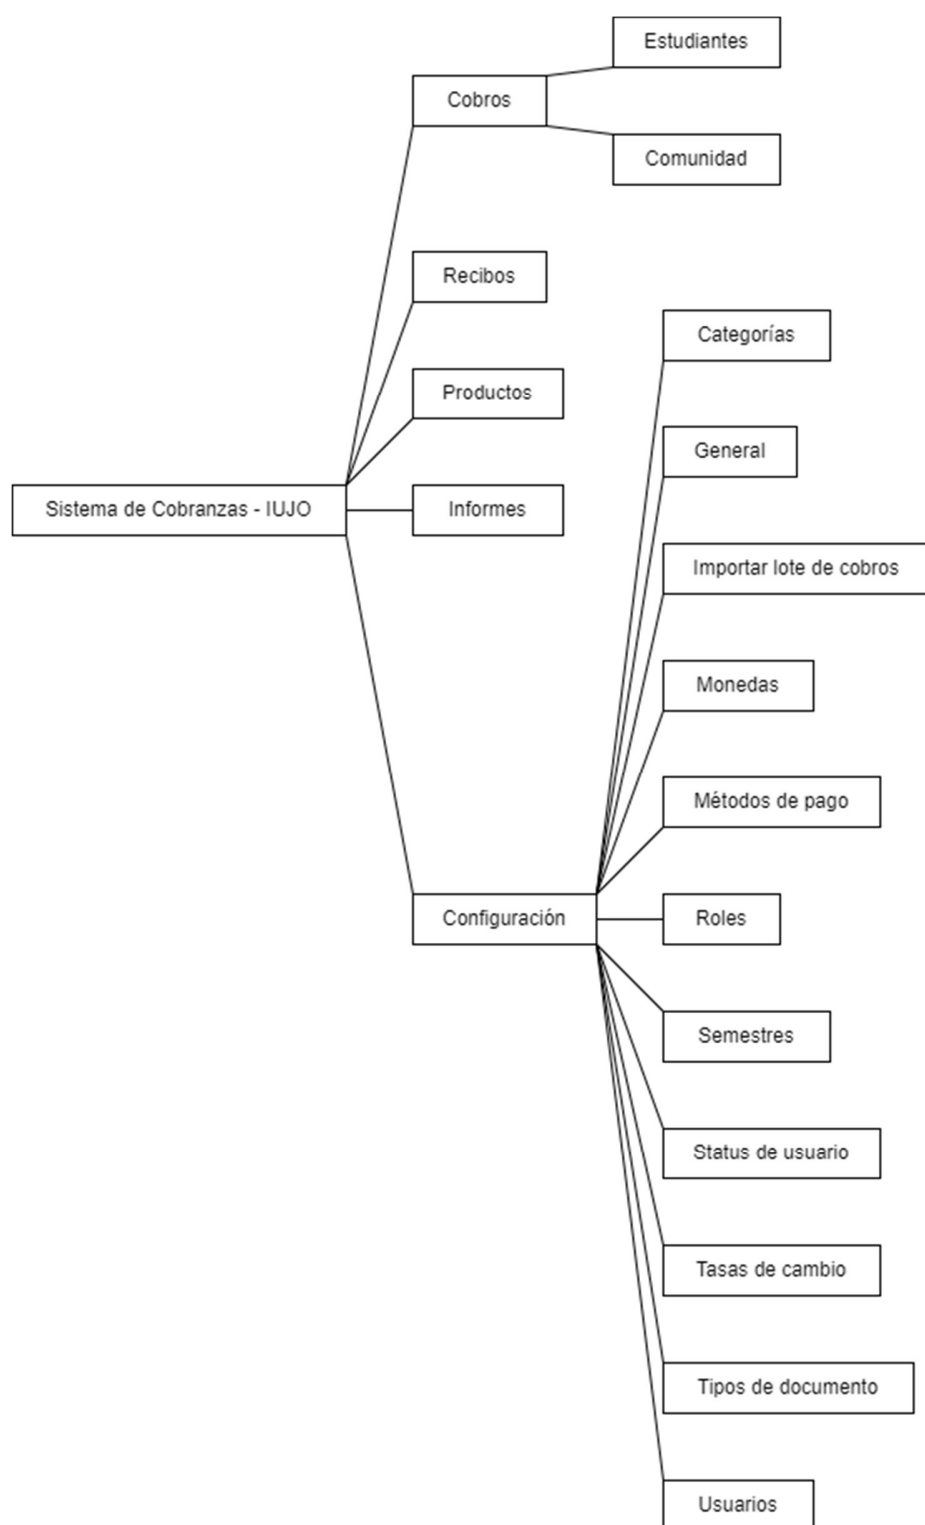 Estudiantes
Cobros
Comunidad
Recibos
Categorías
Productos
General
Sistema de Cobranzas - IUJO
Informes
Importar lote de cobros
Monedas
Métodos de pago
Configuración
Roles
Semestres
Status de usuario
Tasas de cambio
Tipos de documento
Usuarios